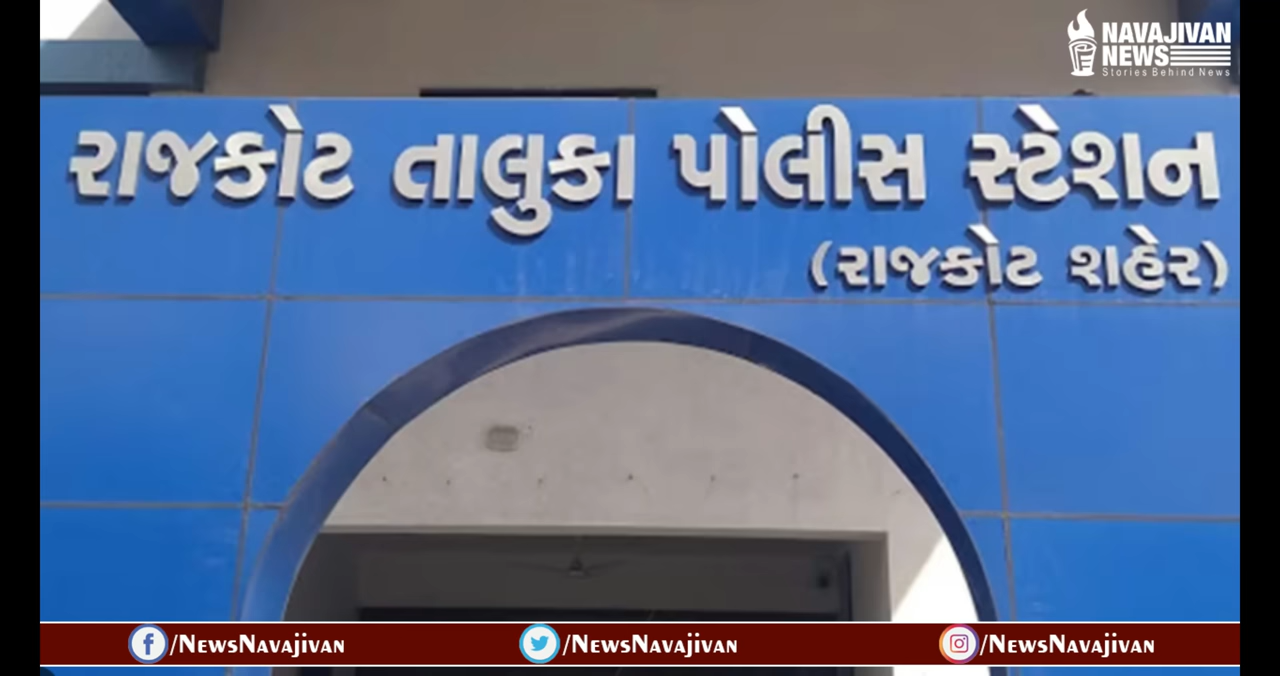 NAVAJIVAN
NEWS
Stories Behind News
રાજકોટ તાલુકા પોલીસ સ્ટેશન
(રાજકોટ શહેર)
/NewsNavajivan /NewsNavajivan /NewsNavajivan